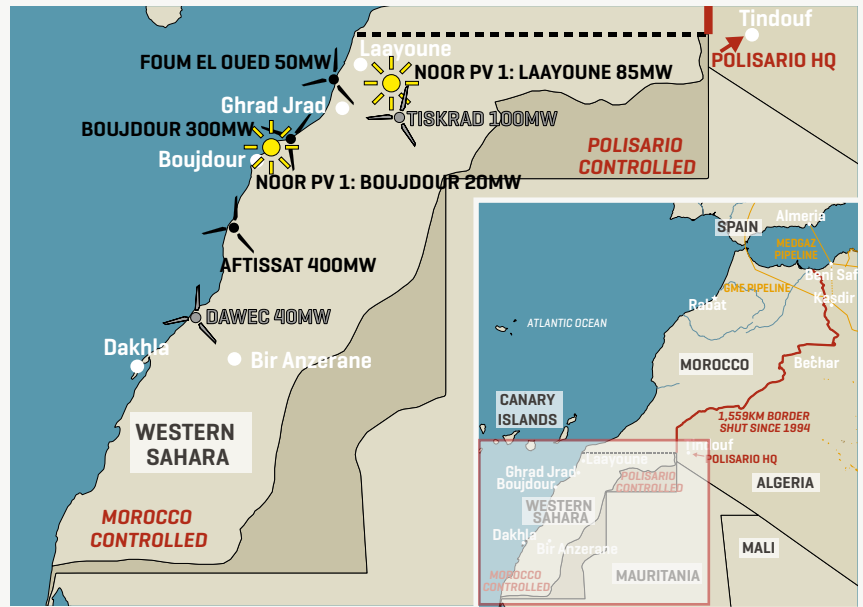 Tindouf
POLISARIO HQ
Laayoune
FOUM EL OUED 50MW
NOOR PV 1: LAAYOUNE 85MW
Ghrad Jrad
TISKRAD 100MW
BOUJDOUR 300MW
POLISARIO
CONTROLLED
Boujdour
NOOR PV 1: BOUJDOUR 20MW
AFTISSAT 400MW
DAWEC 40MW
Dakhla
Bir Anzerane
WESTERN
SAHARA
MOROCCO
CONTROLLED
Almeria
SPAIN
MEDGAZ
PIPELINE
Beni Saf
GME PIPELINE
Kasdir
Rabat
ATLANTIC OCEAN
MOROCCO
Bechar
CANARY
ISLANDS
1,559KM BORDER
SHUT SINCE 1994
Tindouf
POLISARIO HQ
Laayoune
Ghrad Jrad
POLISARIO
CONTROLLED
Boujdour
ALGERIA
WESTERN
SAHARA
Dakhla
Bir Anzerane
MALI
MAURITANIA
MOROCCO
CONTROLLED